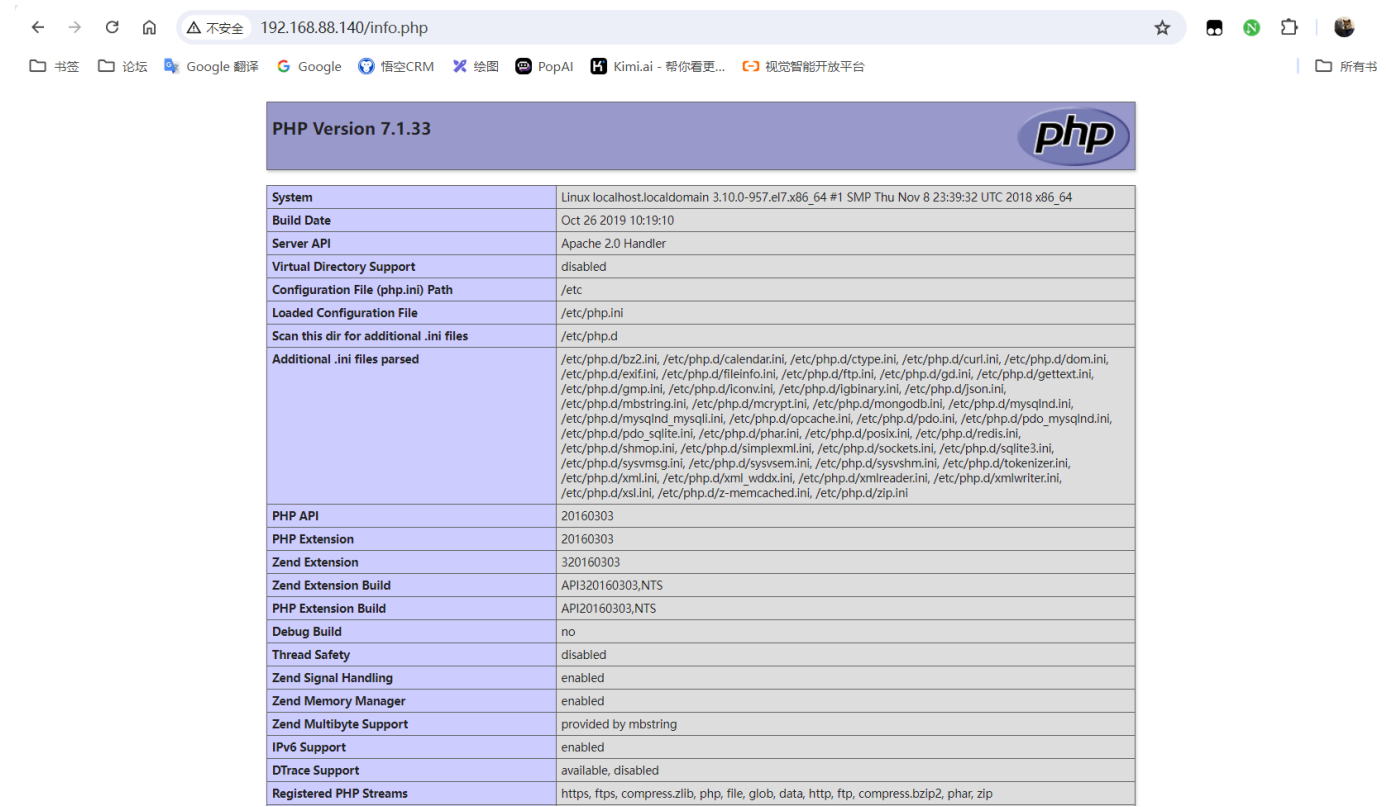 不安全 192.168.88.140/info.php
书签 论坛 Google 翻译 Google 悟空CRM 绘图 PopAI Kimi.ai - 帮你看更... 视觉智能开放平台 所有书
PHP Version 7.1.33 php
System Linux localhost.localdomain 3.10.0-957.el7.x86_64 #1 SMP Thu Nov 8 23:39:32 UTC 2018 x86_64
Build Date Oct 26 2019 10:19:10
Server API Apache 2.0 Handler
Virtual Directory Support disabled
Configuration File (php.ini) Path /etc
Loaded Configuration File /etc/php.ini
Scan this dir for additional .ini files /etc/php.d
Additional .ini files parsed /etc/php.d/bz2.ini, /etc/php.d/calendar.ini, /etc/php.d/ctype.ini, /etc/php.d/curl.ini, /etc/php.d/dom.ini,
/etc/php.d/exif.ini, /etc/php.d/fileinfo.ini, /etc/php.d/ftp.ini, /etc/php.d/gd.ini, /etc/php.d/gettext.ini,
/etc/php.d/gmp.ini, /etc/php.d/iconv.ini, /etc/php.d/igbinary.ini, /etc/php.d/json.ini,
/etc/php.d/mbstring.ini, /etc/php.d/mcrypt.ini, /etc/php.d/mongodb.ini, /etc/php.d/mysqlnd.ini,
/etc/php.d/mysqlnd_mysqli.ini, /etc/php.d/opcache.ini, /etc/php.d/pdo.ini, /etc/php.d/pdo_mysqlnd.ini,
/etc/php.d/pdo_sqlite.ini, /etc/php.d/phar.ini, /etc/php.d/posix.ini, /etc/php.d/redis.ini,
/etc/php.d/shmop.ini, /etc/php.d/simplexml.ini, /etc/php.d/sockets.ini, /etc/php.d/sqlite3.ini,
/etc/php.d/sysvmsg.ini, /etc/php.d/sysvsem.ini, /etc/php.d/sysvshm.ini, /etc/php.d/tokenizer.ini,
/etc/php.d/xml.ini, /etc/php.d/xml_wddx.ini, /etc/php.d/xmlreader.ini, /etc/php.d/xmlwriter.ini,
/etc/php.d/xsl.ini, /etc/php.d/z-memcached.ini, /etc/php.d/zip.ini
PHP API 20160303
PHP Extension 20160303
Zend Extension 320160303
Zend Extension Build API320160303,NTS
PHP Extension Build API20160303,NTS
Debug Build no
Thread Safety disabled
Zend Signal Handling enabled
Zend Memory Manager enabled
Zend Multibyte Support provided by mbstring
IPv6 Support enabled
DTrace Support available, disabled
Registered PHP Streams https, ftps, compress.zlib, php, file, glob, data, http, ftp, compress.bzip2, phar, zip